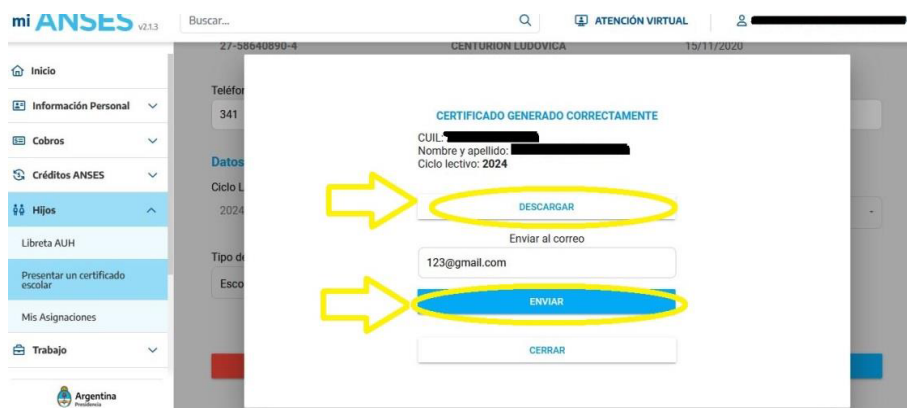 mi ANSES v2.1.3
Buscar...
ATENCIÓN VIRTUAL
Inicio
Información Personal
Cobros
Créditos ANSES
Hijos
Libreta AUH
Presentar un certificado
escolar
Mis Asignaciones
Trabajo
Argentina
Presidencia
27-58640890-4 CENTURION LUDOVICA 15/11/2020
Teléfon
341
Datos
Ciclo L
2024
Tipo de
Esco
CERTIFICADO GENERADO CORRECTAMENTE
CUIL:
Nombre y apellido:
Ciclo lectivo: 2024
DESCARGAR
Enviar al correo
123@gmail.com
ENVIAR
CERRAR